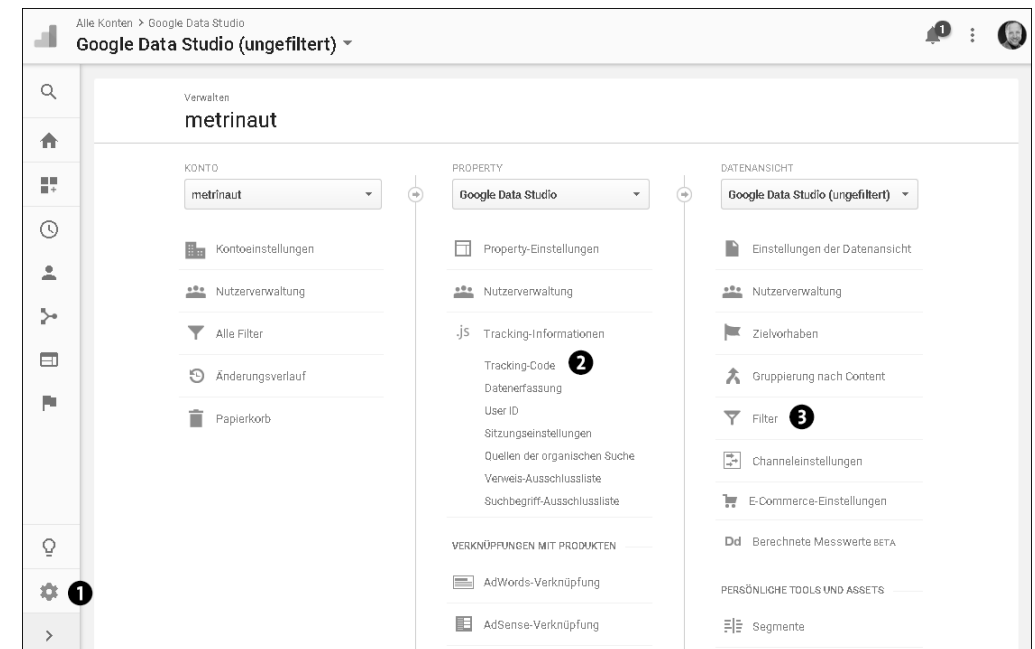 Alle Konten > Google Data Studio
Google Data Studio (ungefiltert)
1
Verwalten
metrinaut
KONTO
metrinaut
Kontoeinstellungen
Nutzerverwaltung
Alle Filter
Änderungsverlauf
Papierkorb
PROPERTY
Google Data Studio
Property-Einstellungen
Nutzerverwaltung
.js Tracking-Informationen
Tracking-Code 2
Datenerfassung
User ID
Sitzungseinstellungen
Quellen der organischen Suche
Verweis-Ausschlussliste
Suchbegriff-Ausschlussliste
VERKNÜPFUNGEN MIT PRODUKTEN
AdWords-Verknüpfung
AdSense-Verknüpfung
DATENANSICHT
Google Data Studio (ungefiltert)
Einstellungen der Datenansicht
Nutzerverwaltung
Zielvorhaben
Gruppierung nach Content
Filter 3
Channeleinstellungen
E-Commerce-Einstellungen
Dd Berechnete Messwerte BETA
PERSÖNLICHE TOOLS UND ASSETS
Segmente
1